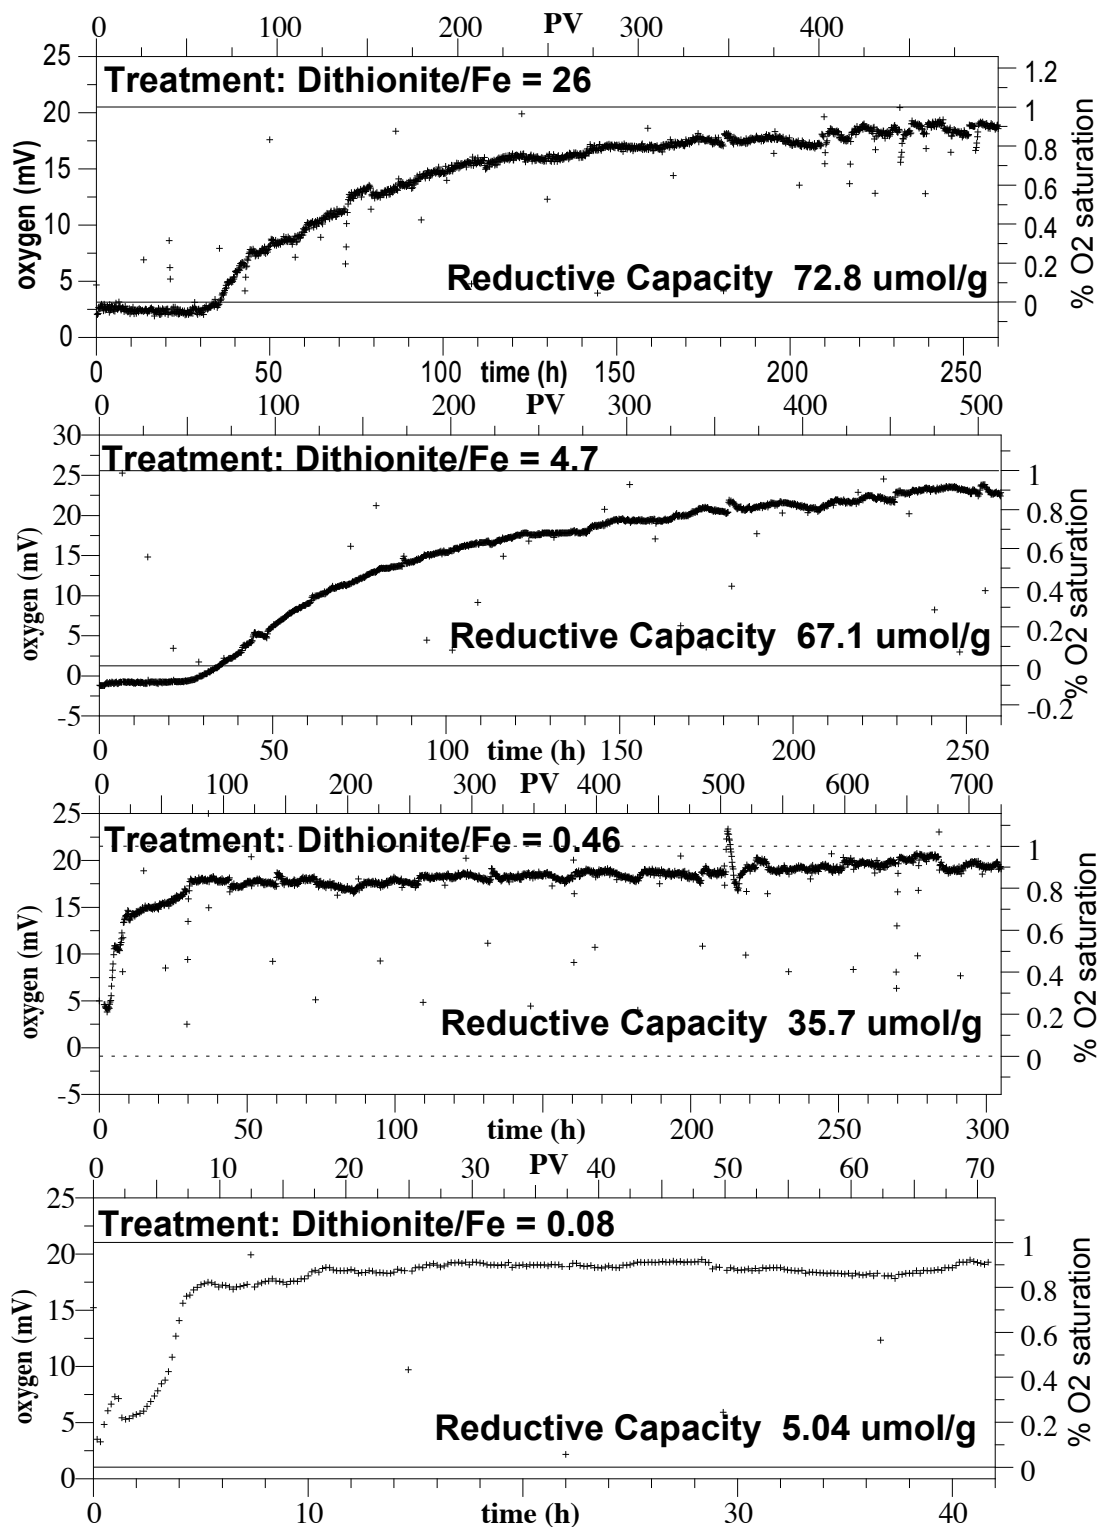 0 100 PV 200 300 400
25 20 15 10 5 0
oxygen (mV)
Treatment: Dithionite/Fe = 26
Reductive Capacity 72.8 umol/g
1.2 1 0.8 0.6 0.4 0.2 0
% O2 saturation
0 50 100 time (h) 150 200 250
0 100 200 PV 300 400 500
30 25 20 15 10 5 0 -5
oxygen (mV)
Treatment: Dithionite/Fe = 4.7
Reductive Capacity 67.1 umol/g
1 0.8 0.6 0.4 0.2 0 -0.2
% O2 saturation
0 50 100 time (h) 150 200 250
0 100 200 300 PV 400 500 600 700
25 20 15 10 5 0 -5
oxygen (mV)
Treatment: Dithionite/Fe = 0.46
Reductive Capacity 35.7 umol/g
1 0.8 0.6 0.4 0.2 0
% O2 saturation
0 50 100 time (h) 200 250 300
0 10 20 30 PV 40 50 60 70
25 20 15 10 5 0
oxygen (mV)
Treatment: Dithionite/Fe = 0.08
Reductive Capacity 5.04 umol/g
1 0.8 0.6 0.4 0.2 0
% O2 saturation
0 10 time (h) 30 40